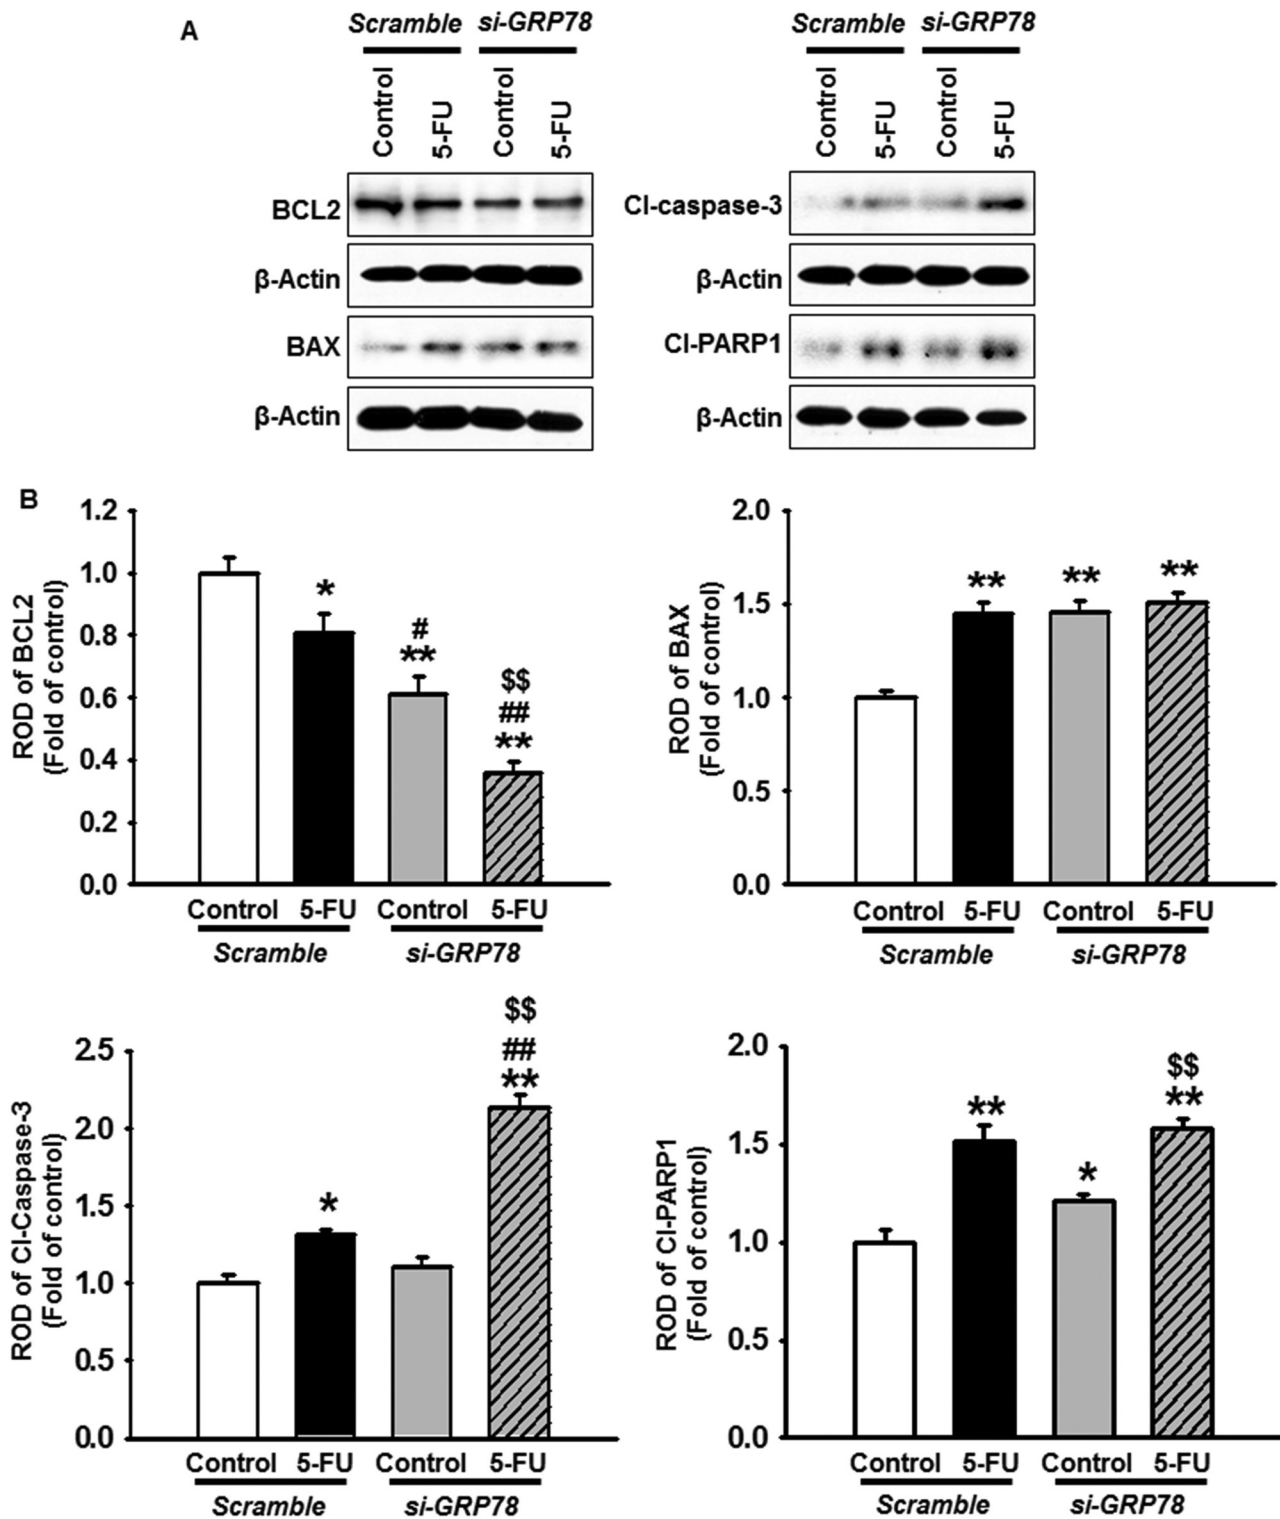 A
Scramble si-GRP78
Control 5-FU Control 5-FU
BCL2
β-Actin
BAX
β-Actin
Scramble si-GRP78
Control 5-FU Control 5-FU
Cl-caspase-3
β-Actin
Cl-PARP1
β-Actin
B
ROD of BCL2
(Fold of control)
1.2
1.0
0.8
0.6
0.4
0.2
0.0
*
#
**
$$
##
**
Control 5-FU Control 5-FU
Scramble si-GRP78
ROD of BAX
(Fold of control)
2.0
1.5
1.0
0.5
0.0
** ** **
Control 5-FU Control 5-FU
Scramble si-GRP78
ROD of Cl-Caspase-3
(Fold of control)
2.5
2.0
1.5
1.0
0.5
0.0
*
$$
##
**
Control 5-FU Control 5-FU
Scramble si-GRP78
ROD of Cl-PARP1
(Fold of control)
2.0
1.5
1.0
0.5
0.0
**
*
$$
**
Control 5-FU Control 5-FU
Scramble si-GRP78